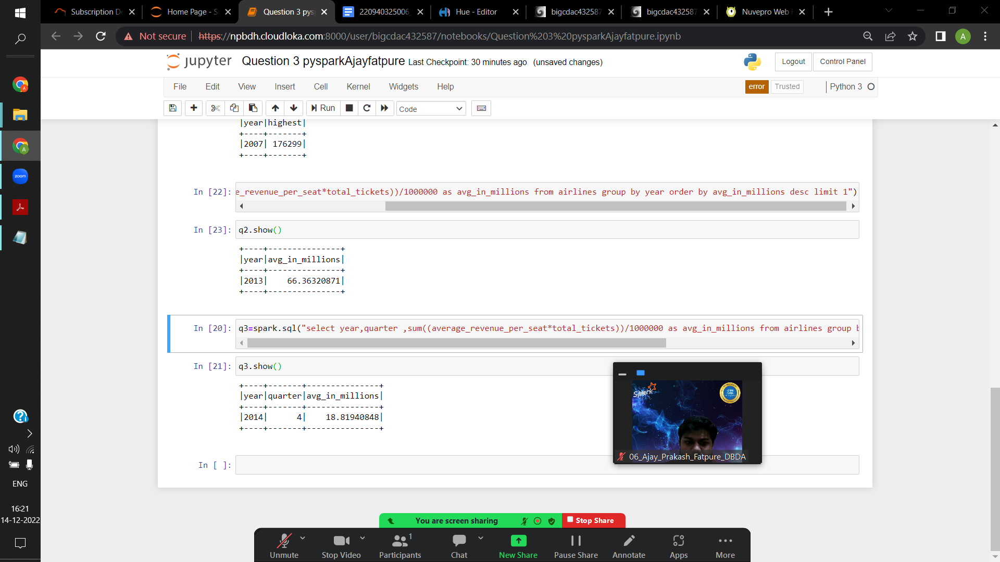 Subscription De
Home Page - S
Question 3 pysp
220940325006_
Hue - Editor
bigcdac432587
bigcdac432587
Nuvepro Web
Not secure
https://npbdh.cloudloka.com:8000/user/bigcdac432587/notebooks/Question%203%20pysparkAjayfatpure.ipynb
A
jupyter Question 3 pysparkAjayfatpure Last Checkpoint: 30 minutes ago (unsaved changes)
Logout Control Panel
File Edit View Insert Cell Kernel Widgets Help
error Trusted Python 3
Run Code
|year|highest|
+----+-------+
|2007| 176299|
+----+-------+
In [22]: e_revenue_per_seat*total_tickets))/1000000 as avg_in_millions from airlines group by year order by avg_in_millions desc limit 1")
In [23]: q2.show()
+----+---------------+
|year|avg_in_millions|
+----+---------------+
|2013|    66.36320871|
+----+---------------+
In [20]: q3=spark.sql("select year,quarter ,sum((average_revenue_per_seat*total_tickets))/1000000 as avg_in_millions from airlines group b
In [21]: q3.show()
+----+-------+---------------+
|year|quarter|avg_in_millions|
+----+-------+---------------+
|2014|      4|    18.81940848|
+----+-------+---------------+
In [ ]:
Spark
06_Ajay_Prakash_Fatpure_DBDA
zoom
ENG
16:21
14-12-2022
You are screen sharing Stop Share
1
Unmute Stop Video Participants Chat New Share Pause Share Annotate Apps More